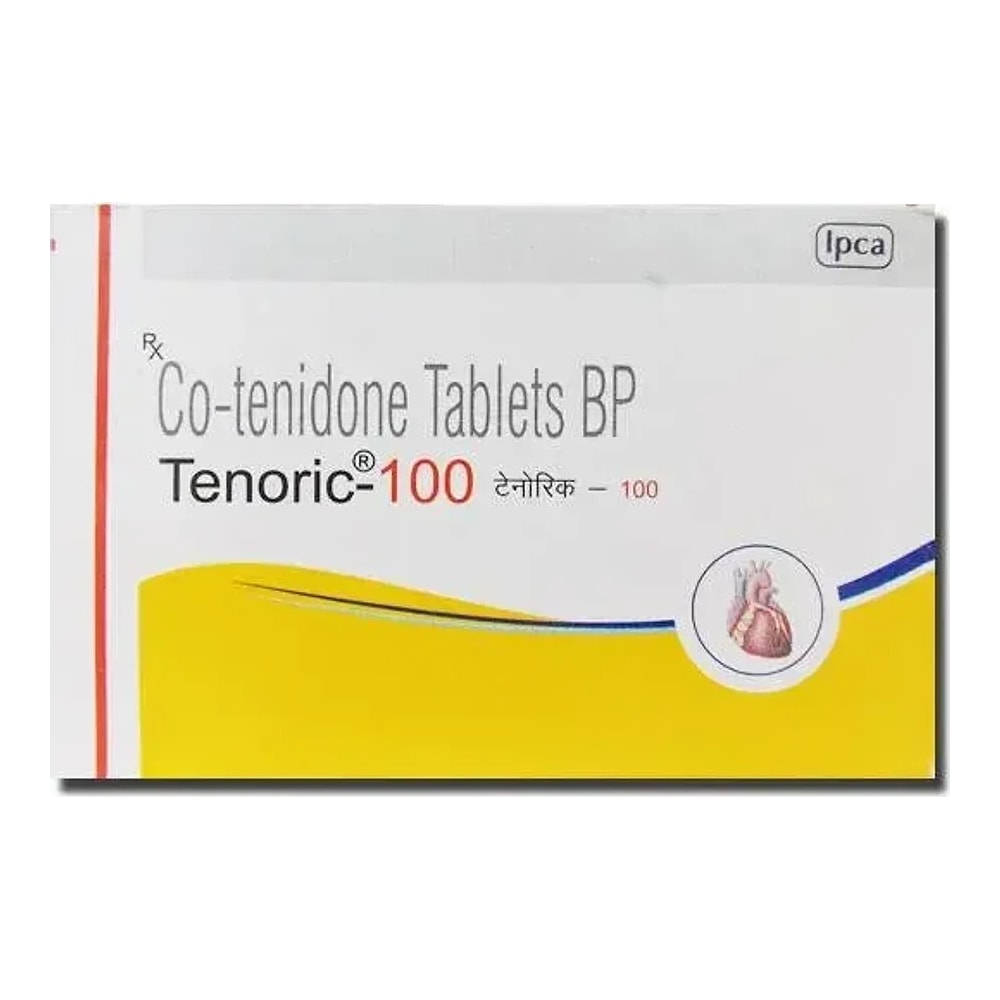 Ipca
Rx
Co-tenidone Tablets BP
Tenoric®-100 टेनोरिक – 100